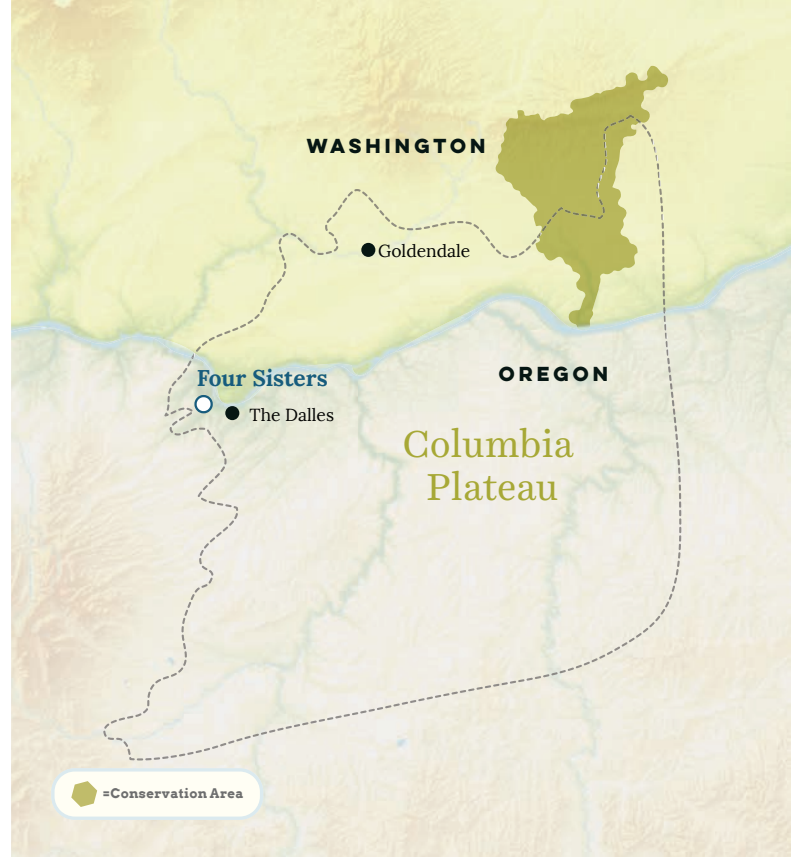 WASHINGTON
Goldendale
OREGON
Four Sisters
The Dalles
Columbia
Plateau
=Conservation Area